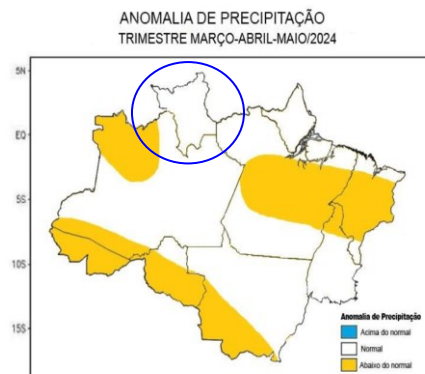 ANOMALIA DE PRECIPITAÇÃO
TRIMESTRE MARÇO-ABRIL-MAIO/2024
5N
EQ
5S
10S
15S
Anomalia de Precipitação
Acima do normal
Normal
Abaixo do normal